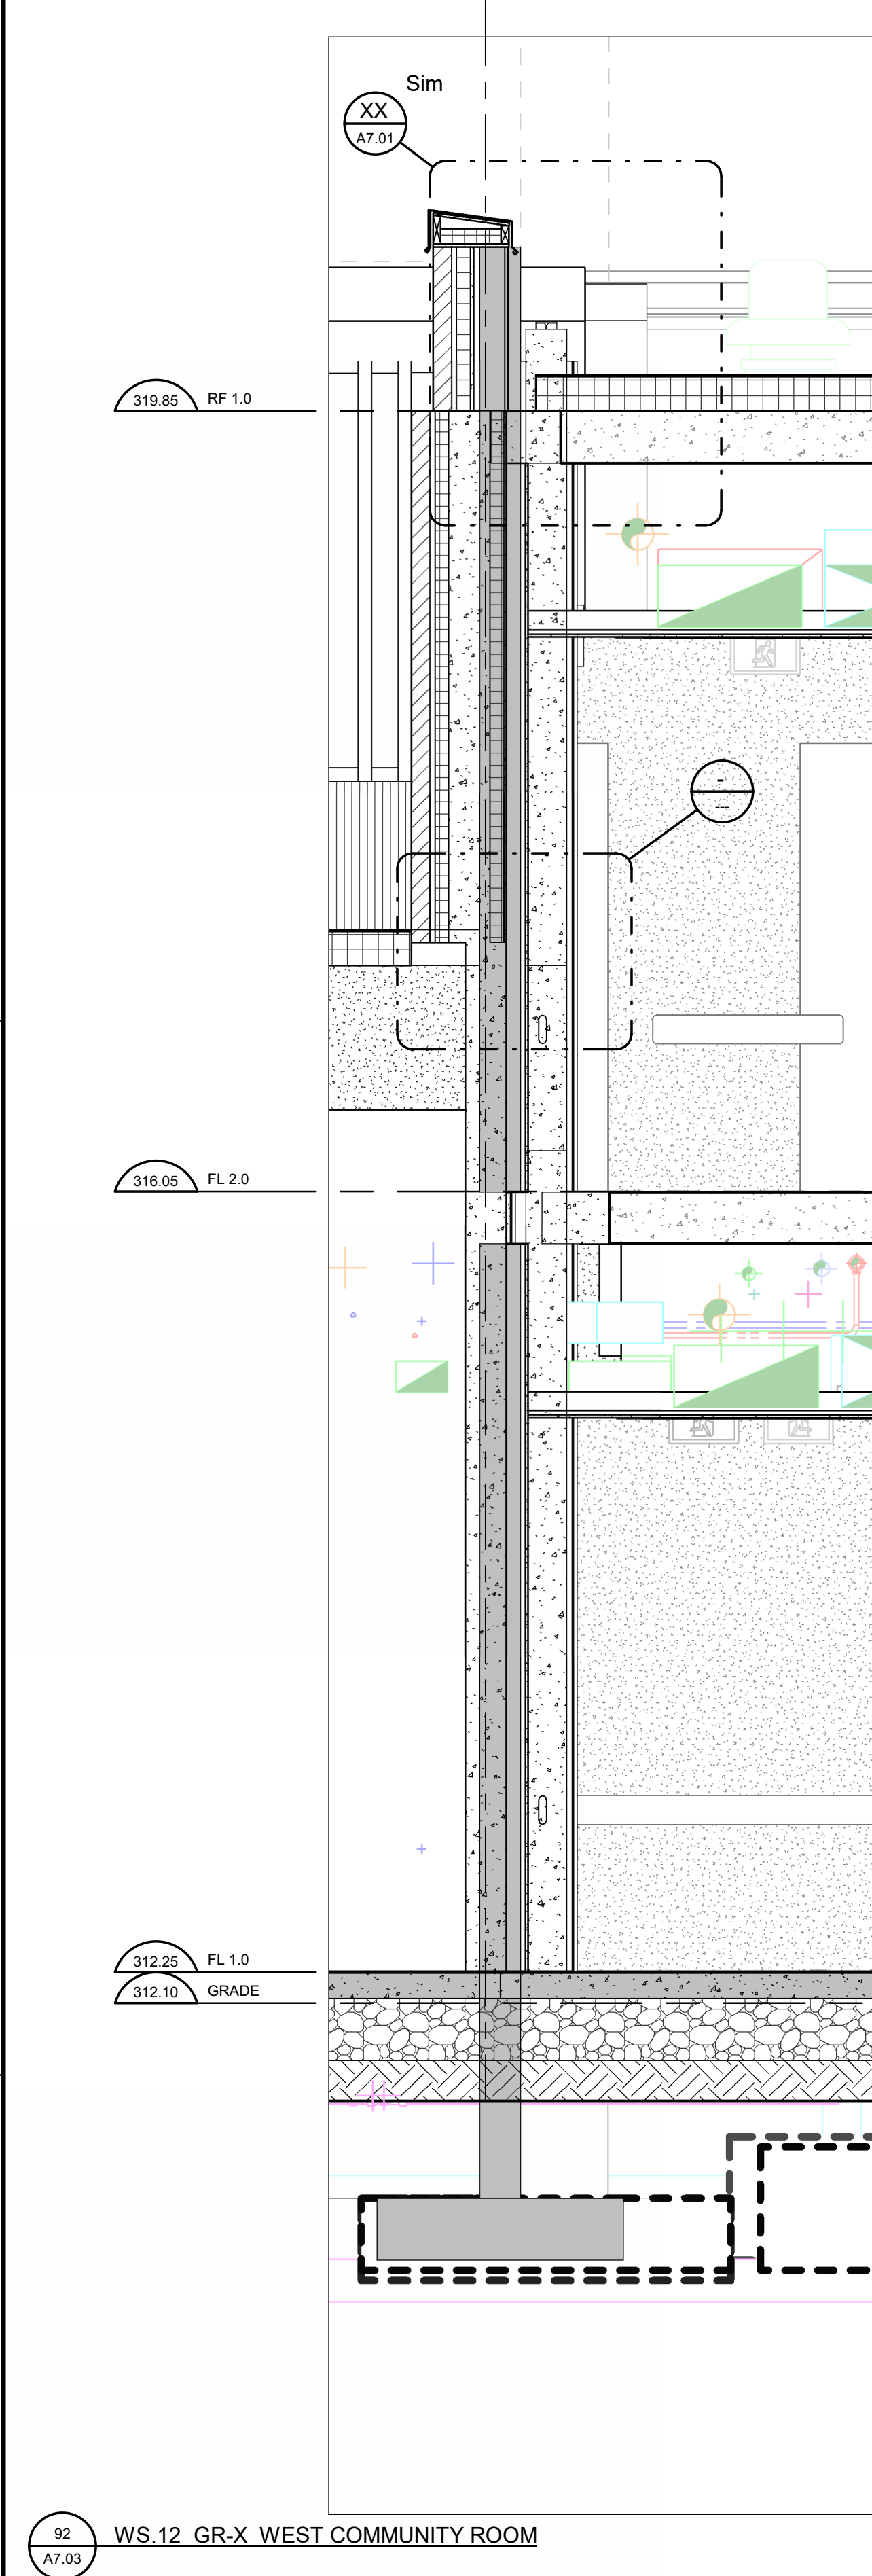 Sim
XX
A7.01
319.85 RF 1.0
-
---
316.05 FL 2.0
312.25 FL 1.0
312.10 GRADE
92
A7.03
WS.12 GR-X WEST COMMUNITY ROOM